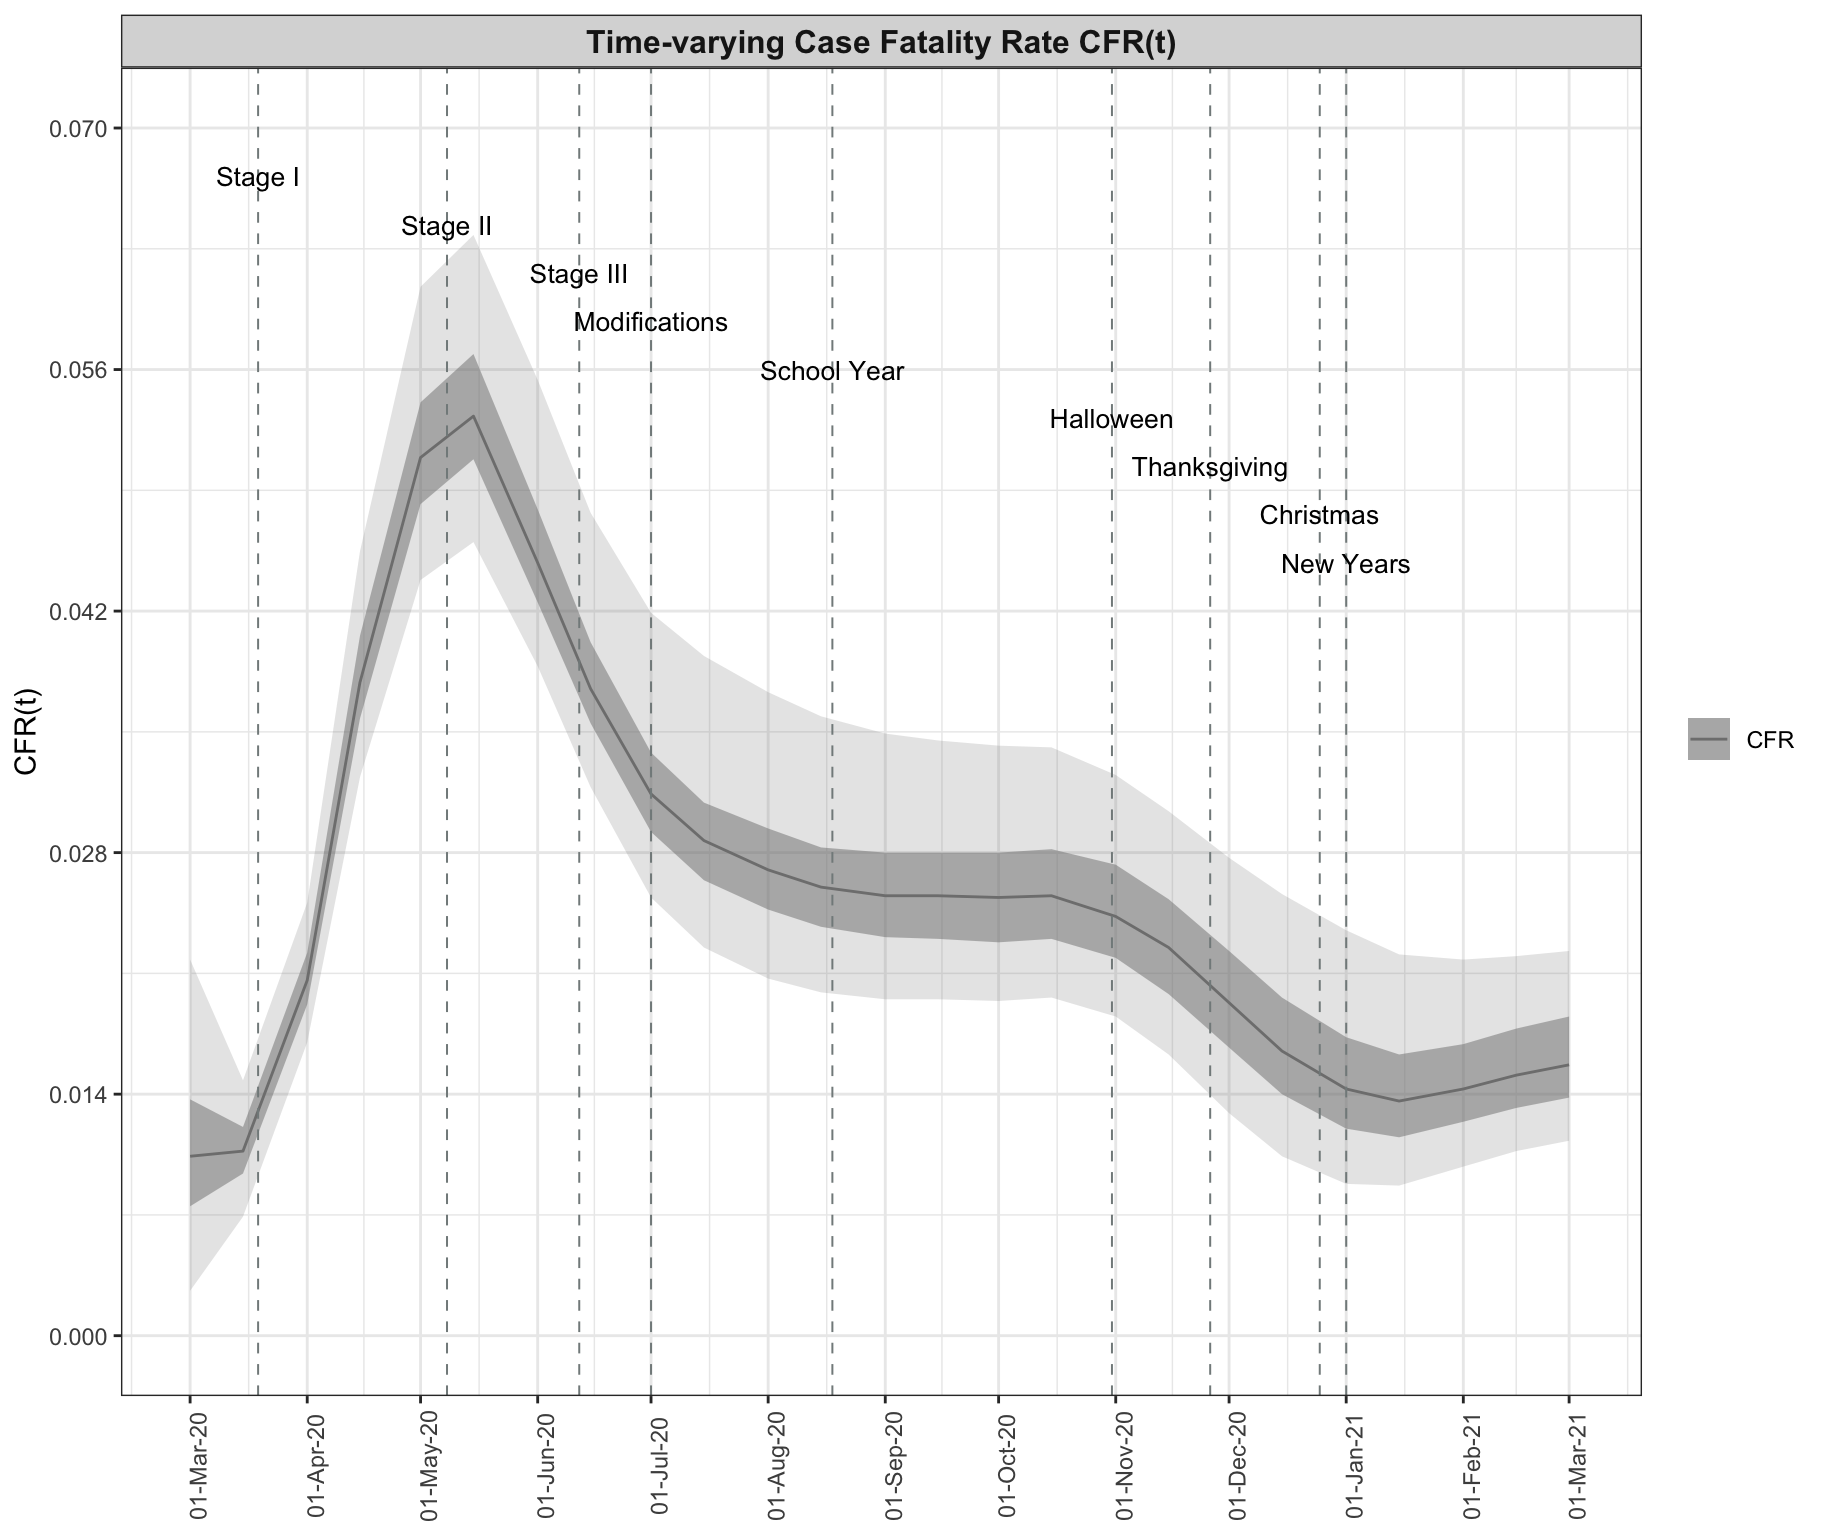 Time-varying Case Fatality Rate CFR(t)
0.070
Stage I
Stage II
Stage III
Modifications
0.056
School Year
Halloween
Thanksgiving
Christmas
New Years
0.042
CFR(t)
CFR
0.028
0.014
0.000
01-Mar-20
01-Apr-20
01-May-20
01-Jun-20
01-Jul-20
01-Aug-20
01-Sep-20
01-Oct-20
01-Nov-20
01-Dec-20
01-Jan-21
01-Feb-21
01-Mar-21